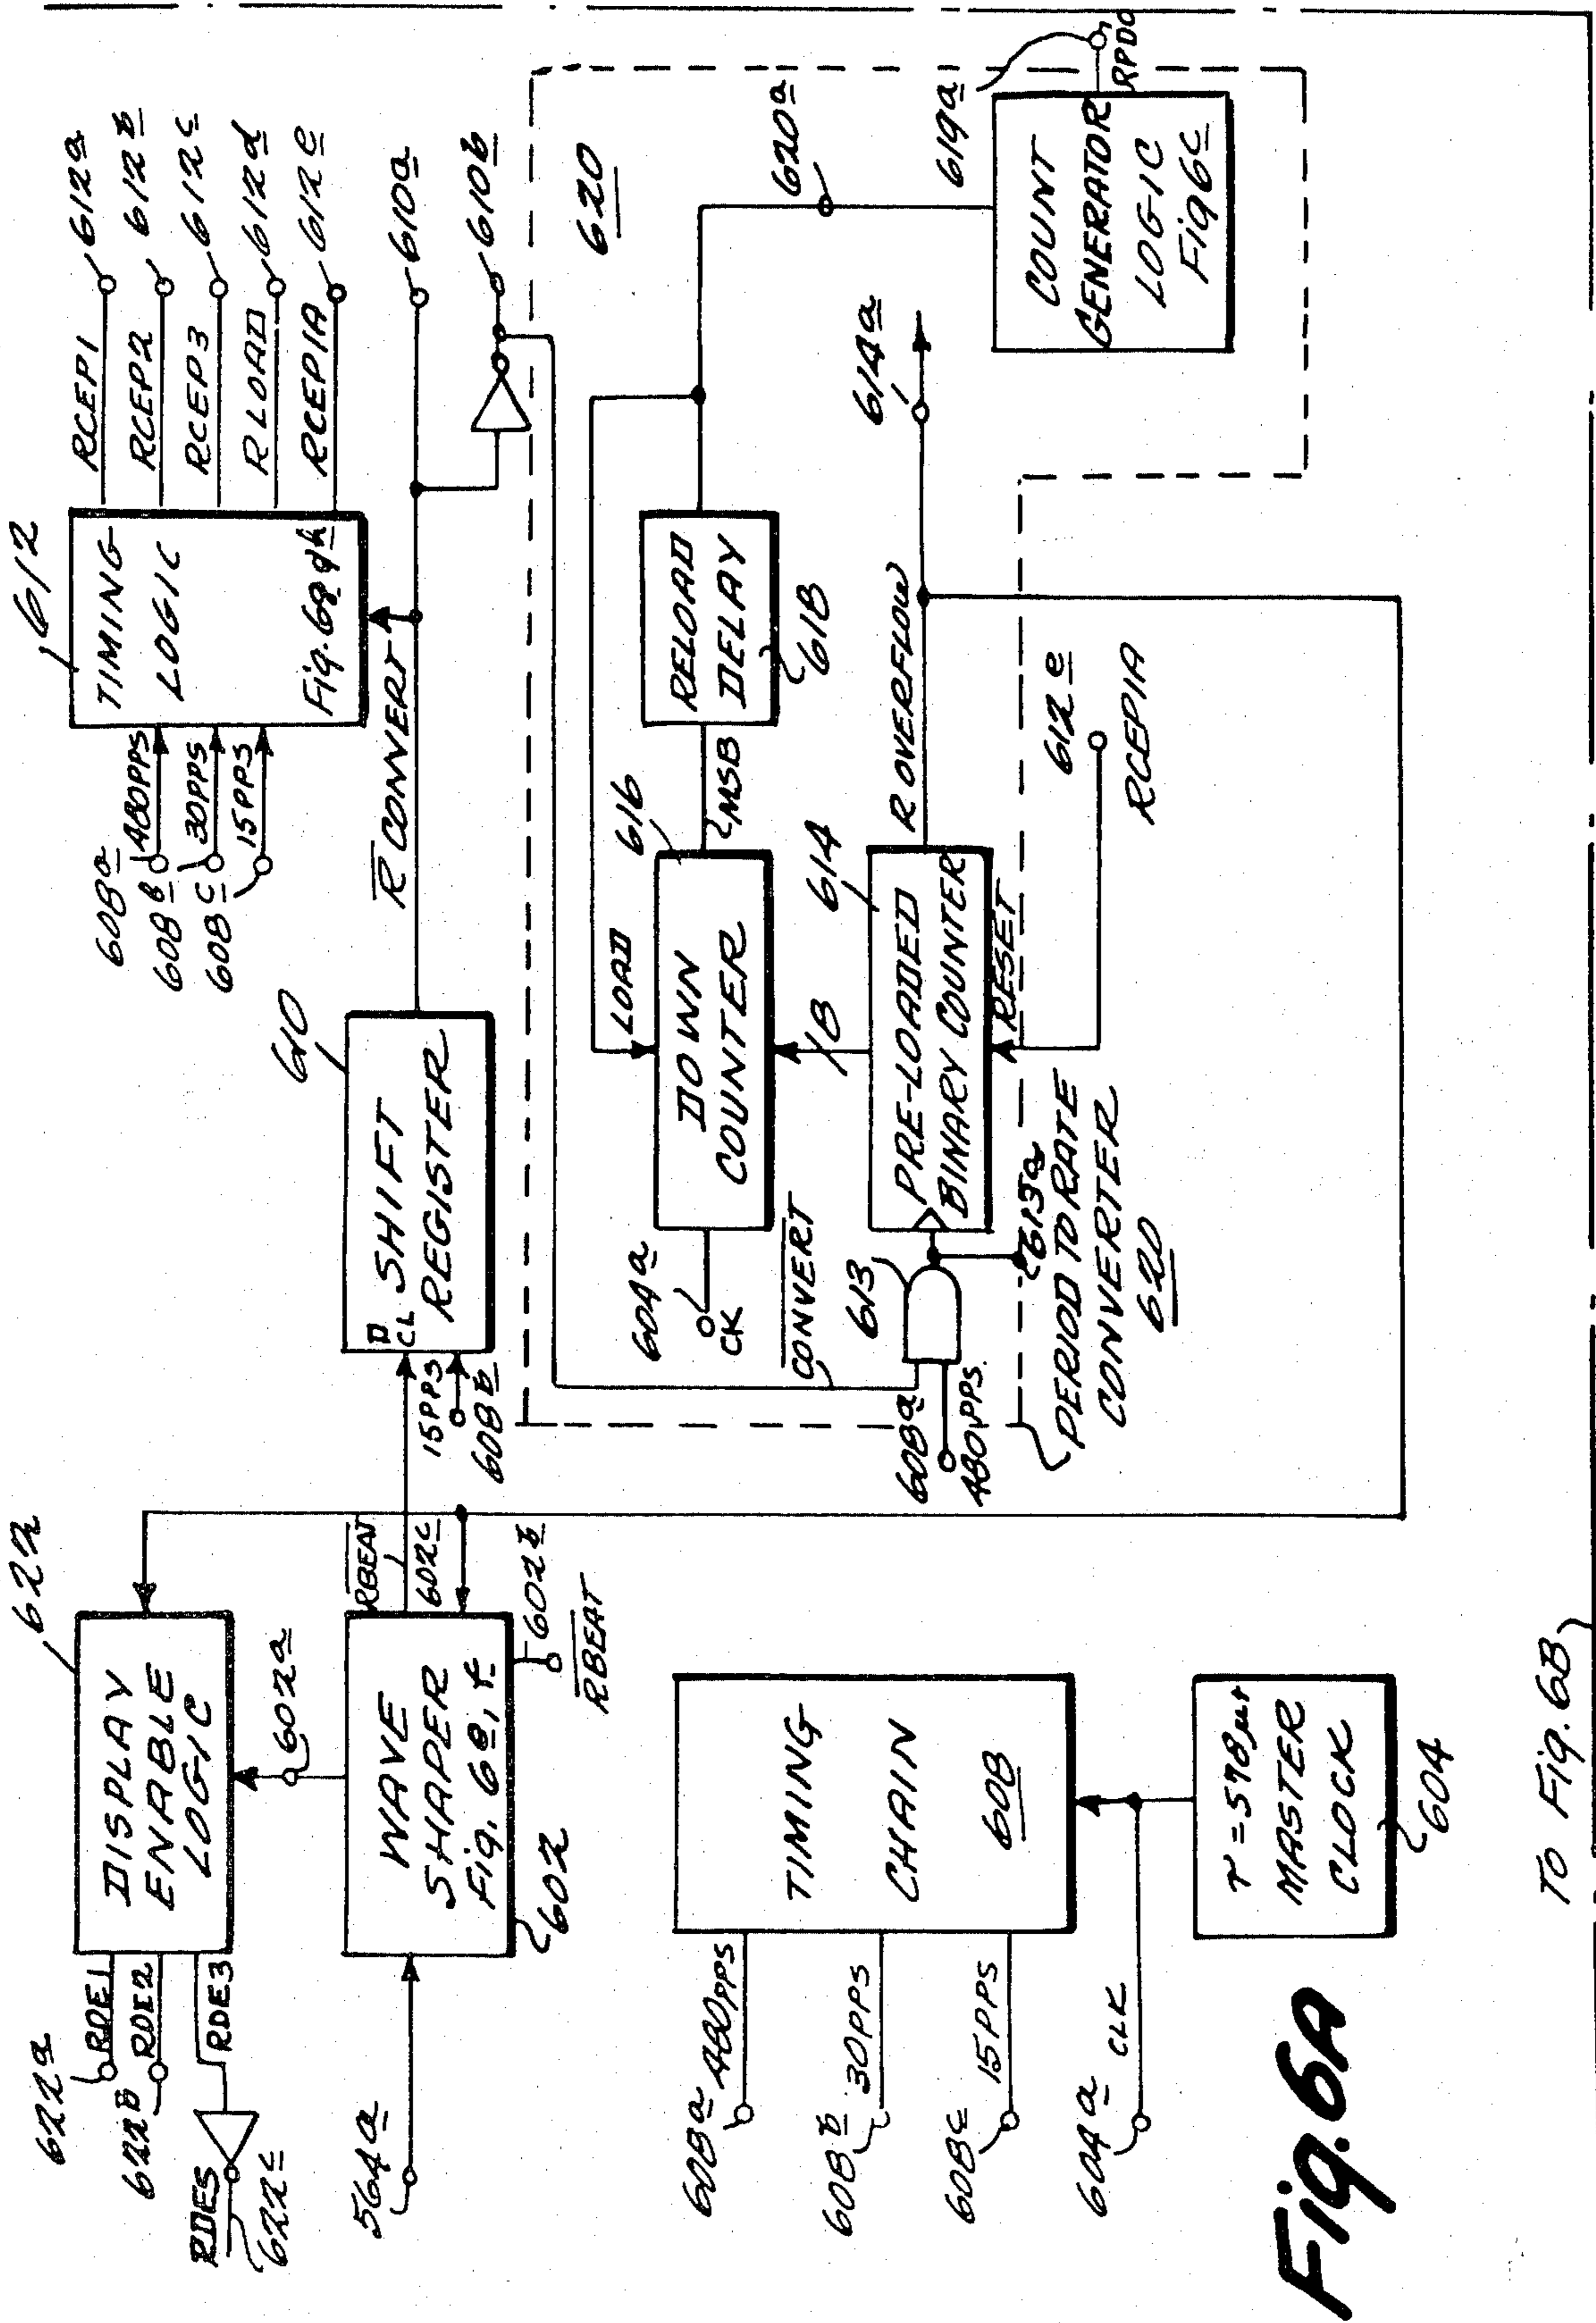 622a
RDE1
622b
RDE2
RDE3
RDES
622c
622
DISPLAY
ENABLE
LOGIC
602a
564a
WAVE
SHAPER
Fig. 6e, f
602
RBEAT
602c
602b
RBEAT
15PPS
608b
D
CL
SHIFT
REGISTER
610
R CONVERT
608a
480PPS
608b
30PPS
608c
15PPS
612
TIMING
LOGIC
RCEP1
612a
RCEP2
612b
RCEP3
612c
RLOAD
612d
RCEP1A
612e
610a
610b
620
604a
CK
LOAD
DOWN
COUNTER
616
MSB
RELOAD
DELAY
618
620a
619a
RPDO
COUNT
GENERATOR
LOGIC
Fig 6c
CONVERT
613
608a
480PPS.
613a
8
PRE-LOADED
BINARY COUNTER
614
RESET
R OVERFLOW
614a
612e
RCEP1A
PERIOD TO RATE
CONVERTER
620
608a
480PPS
608b
30PPS
608c
15PPS
604a
CLK
TIMING
CHAIN
608
MASTER
CLOCK
604
Fig. 6A
TO Fig. 6B